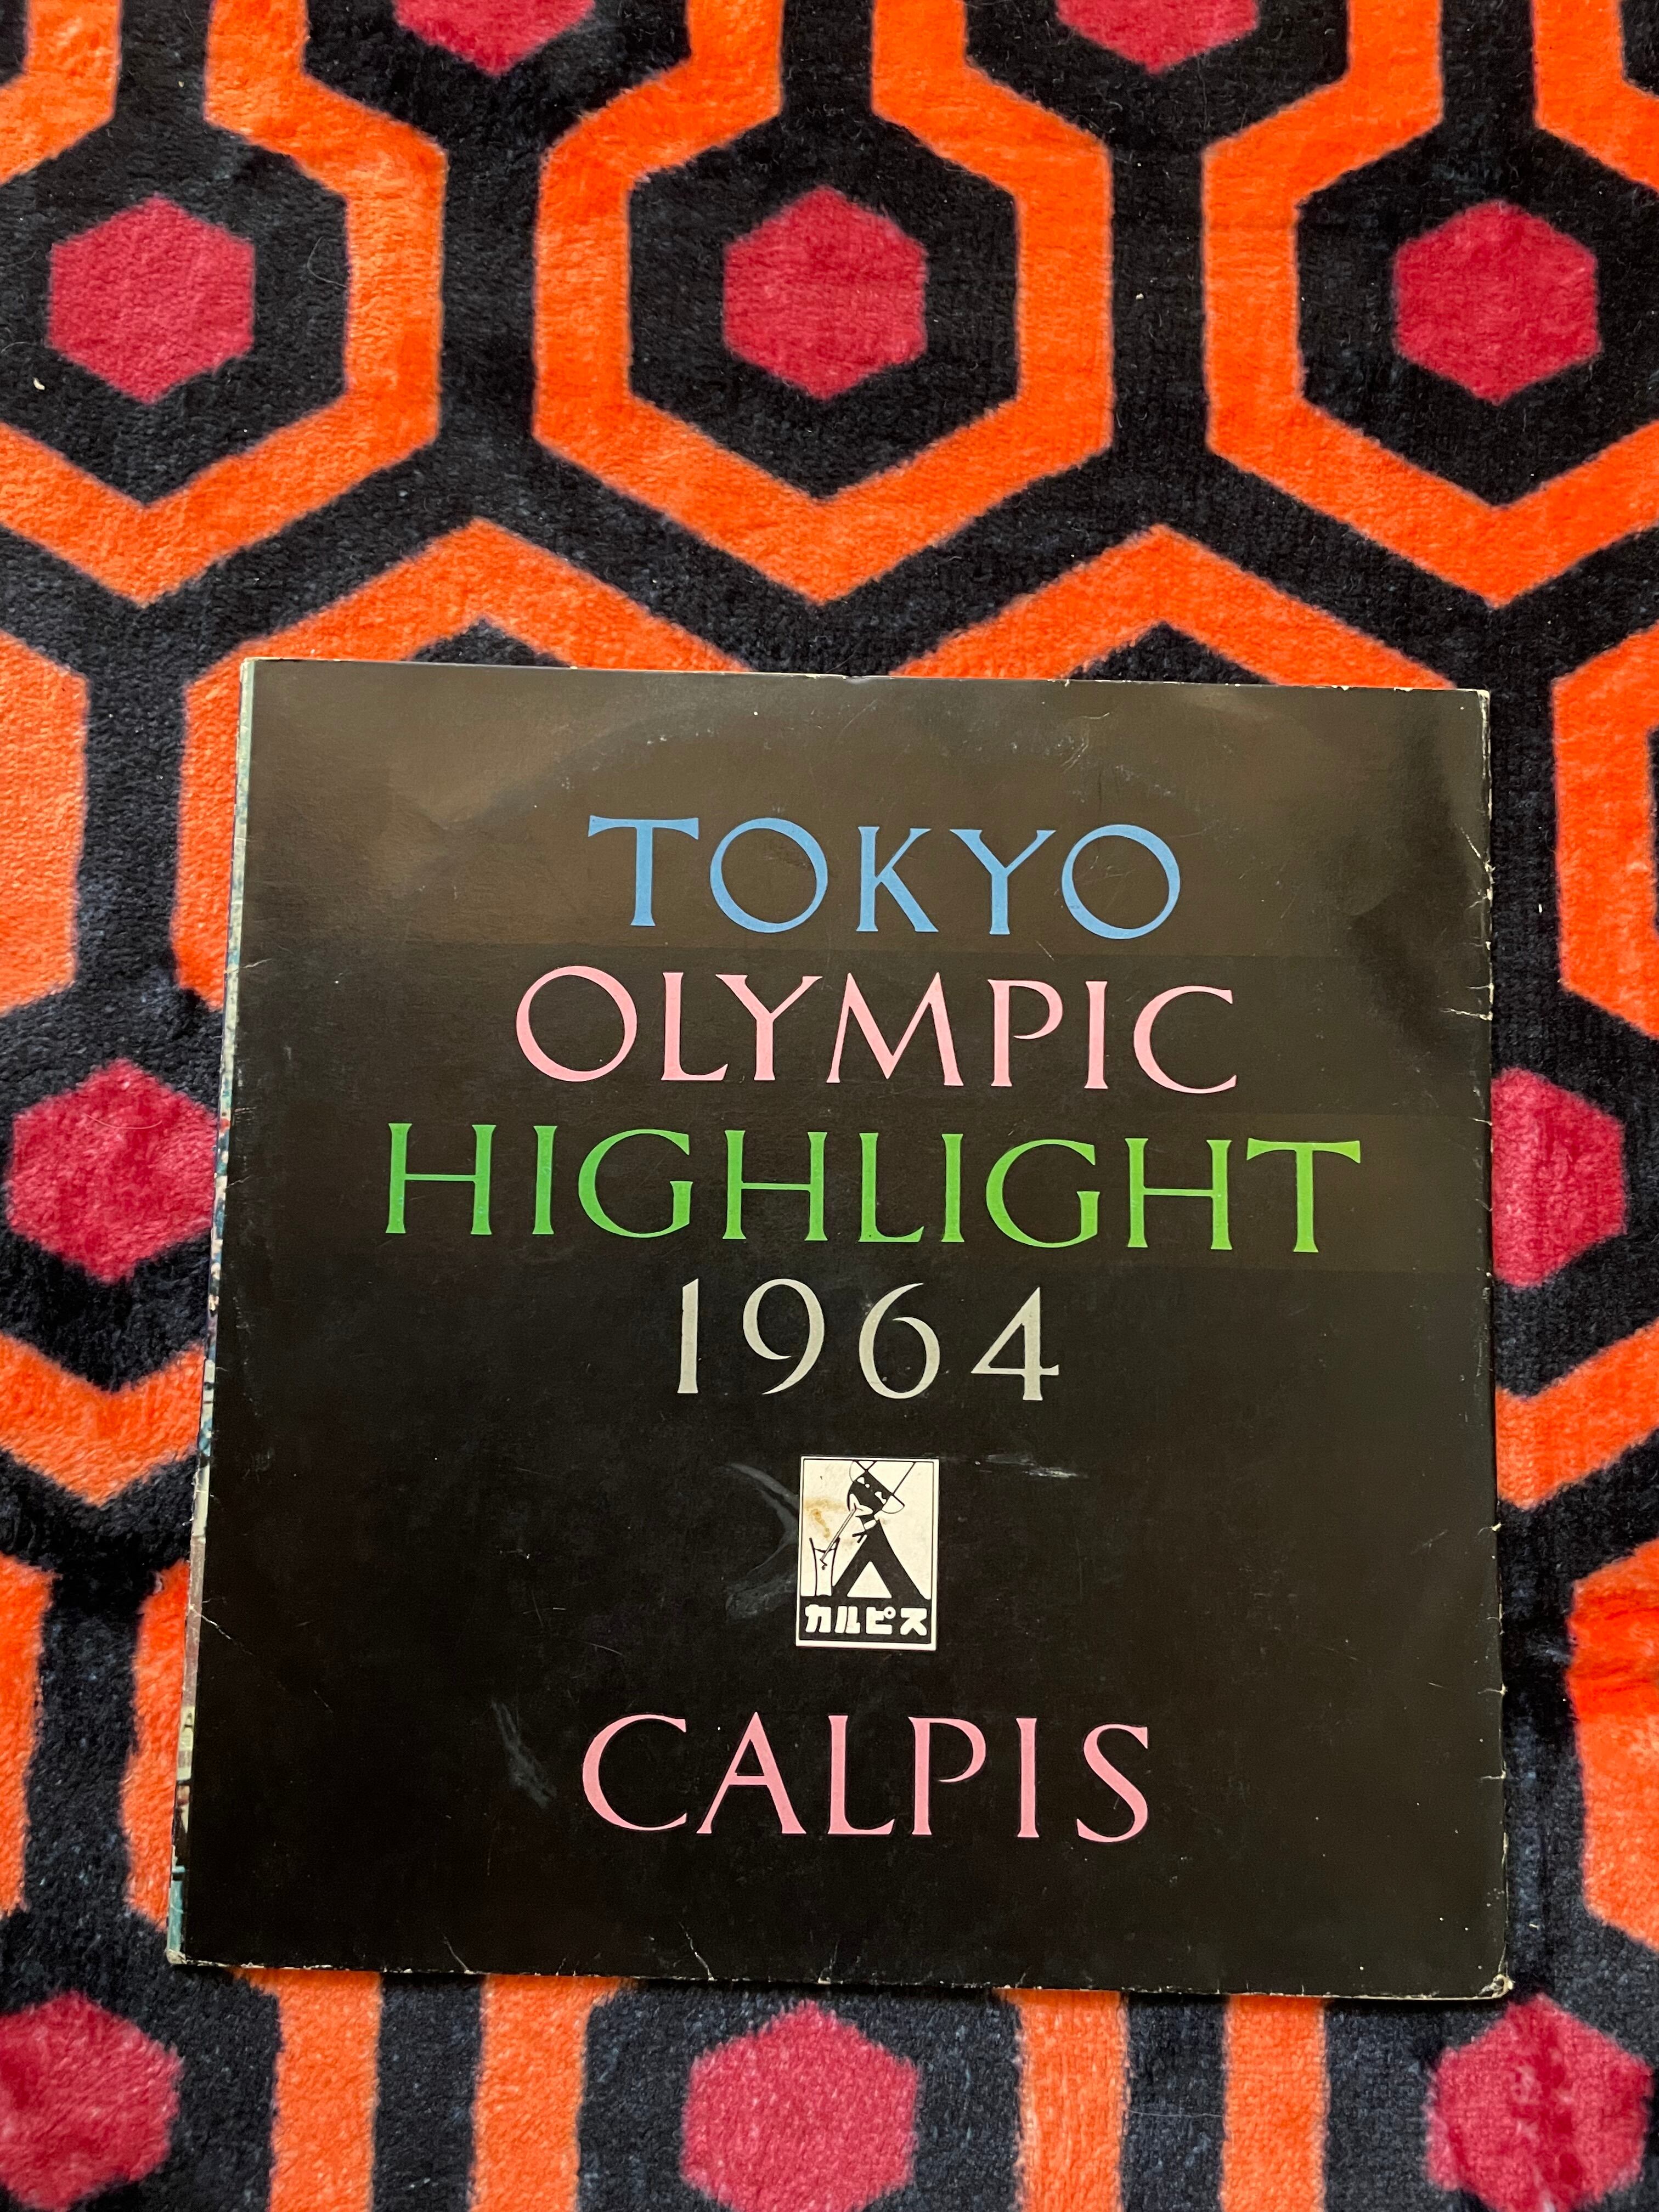 TOKYO
OLYMPIC
HIGHLIGHT
1964
カルピス
CALPIS